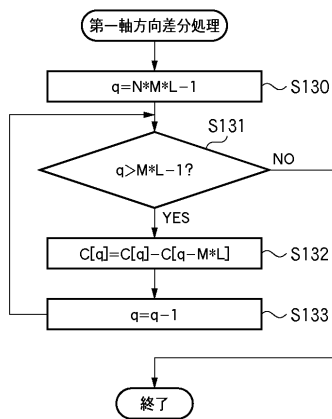 第一軸方向差分処理
q=N*M*L-1
S130
S131
q>M*L-1?
NO
YES
C[q]=C[q]-C[q-M*L]
S132
q=q-1
S133
終了